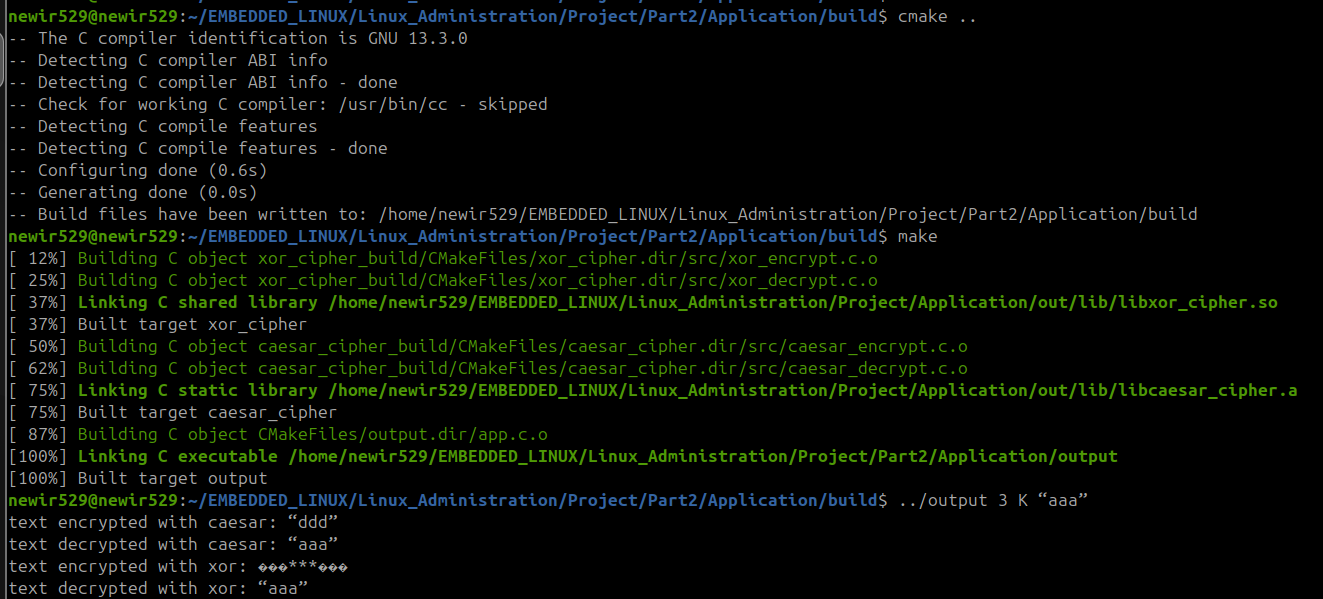 newir529@newir529:~/EMBEDDED_LINUX/Linux_Administration/Project/Part2/Application/build$ cmake ..
-- The C compiler identification is GNU 13.3.0
-- Detecting C compiler ABI info
-- Detecting C compiler ABI info - done
-- Check for working C compiler: /usr/bin/cc - skipped
-- Detecting C compile features
-- Detecting C compile features - done
-- Configuring done (0.6s)
-- Generating done (0.0s)
-- Build files have been written to: /home/newir529/EMBEDDED_LINUX/Linux_Administration/Project/Part2/Application/build
newir529@newir529:~/EMBEDDED_LINUX/Linux_Administration/Project/Part2/Application/build$ make
[ 12%] Building C object xor_cipher_build/CMakeFiles/xor_cipher.dir/src/xor_encrypt.c.o
[ 25%] Building C object xor_cipher_build/CMakeFiles/xor_cipher.dir/src/xor_decrypt.c.o
[ 37%] Linking C shared library /home/newir529/EMBEDDED_LINUX/Linux_Administration/Project/Application/out/lib/libxor_cipher.so
[ 37%] Built target xor_cipher
[ 50%] Building C object caesar_cipher_build/CMakeFiles/caesar_cipher.dir/src/caesar_encrypt.c.o
[ 62%] Building C object caesar_cipher_build/CMakeFiles/caesar_cipher.dir/src/caesar_decrypt.c.o
[ 75%] Linking C static library /home/newir529/EMBEDDED_LINUX/Linux_Administration/Project/Application/out/lib/libcaesar_cipher.a
[ 75%] Built target caesar_cipher
[ 87%] Building C object CMakeFiles/output.dir/app.c.o
[100%] Linking C executable /home/newir529/EMBEDDED_LINUX/Linux_Administration/Project/Part2/Application/output
[100%] Built target output
newir529@newir529:~/EMBEDDED_LINUX/Linux_Administration/Project/Part2/Application/build$ ../output 3 K “aaa”
text encrypted with caesar: “ddd”
text decrypted with caesar: “aaa”
text encrypted with xor: ���***���
text decrypted with xor: “aaa”